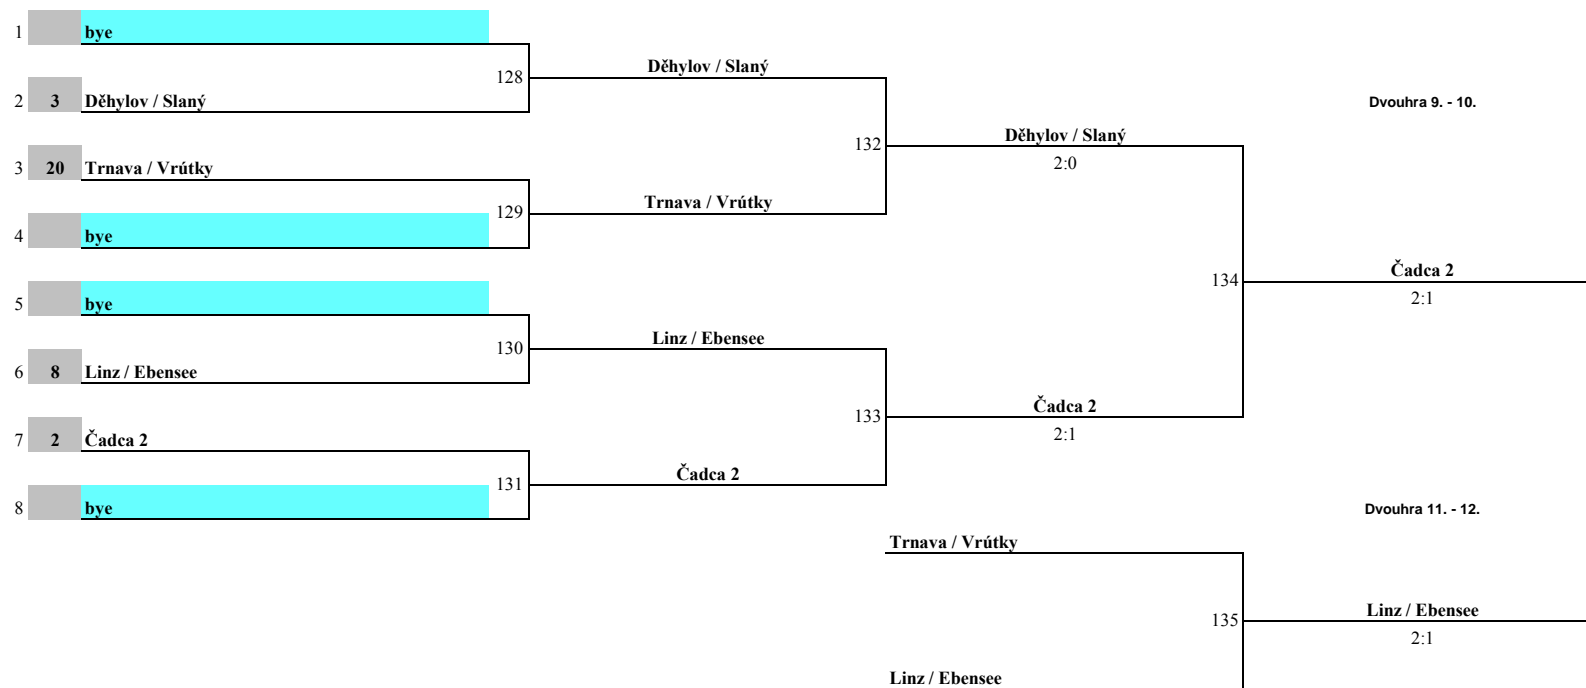 1 bye
128
Děhylov / Slaný
2 3 Děhylov / Slaný
Dvouhra 9. - 10.
132
Děhylov / Slaný
2:0
3 20 Trnava / Vrútky
129
Trnava / Vrútky
4 bye
134
Čadca 2
2:1
5 bye
130
Linz / Ebensee
6 8 Linz / Ebensee
133
Čadca 2
2:1
7 2 Čadca 2
131
Čadca 2
8 bye
Dvouhra 11. - 12.
Trnava / Vrútky
135
Linz / Ebensee
2:1
Linz / Ebensee